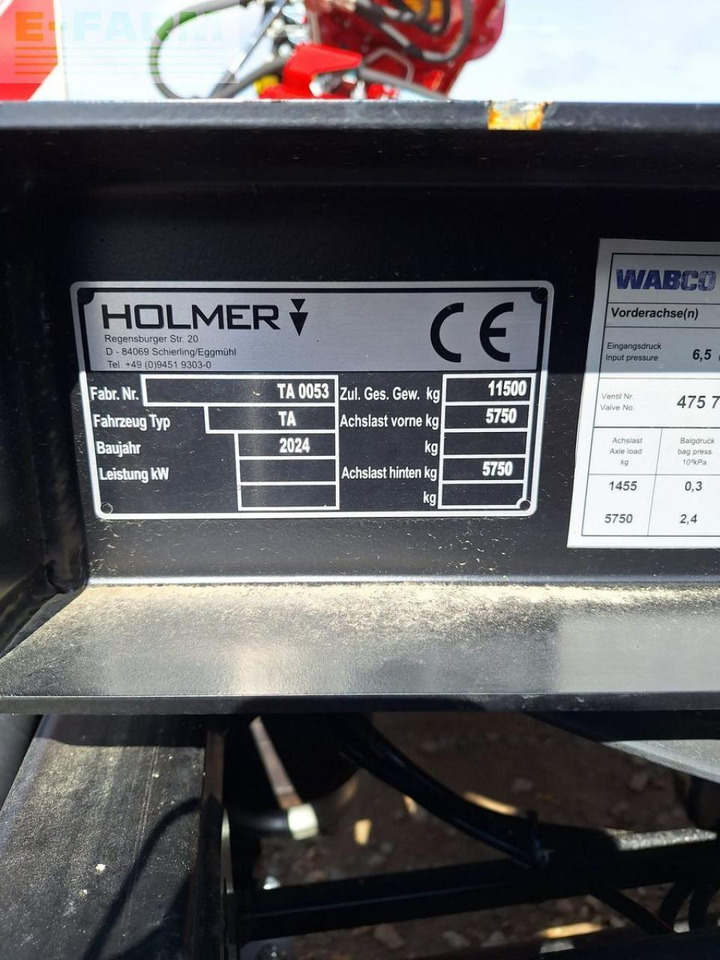 E-FARM
HOLMER
Regensburger Str. 20
D - 84069 Schierling/Eggmühl
Tel. +49 (0)9451 9303-0
CE
Fabr. Nr. TA 0053 Zul. Ges. Gew. kg 11500
Fahrzeug Typ TA Achslast vorne kg 5750
Baujahr 2024 kg
Leistung kW Achslast hinten kg 5750
kg
WABCO
Vorderachse(n)
Eingangsdruck
Input pressure 6,5
Ventil Nr.
Valve No. 475 7
Achslast Balgdruck
Axle load bag press.
kg 10²kPa
1455 0,3
5750 2,4